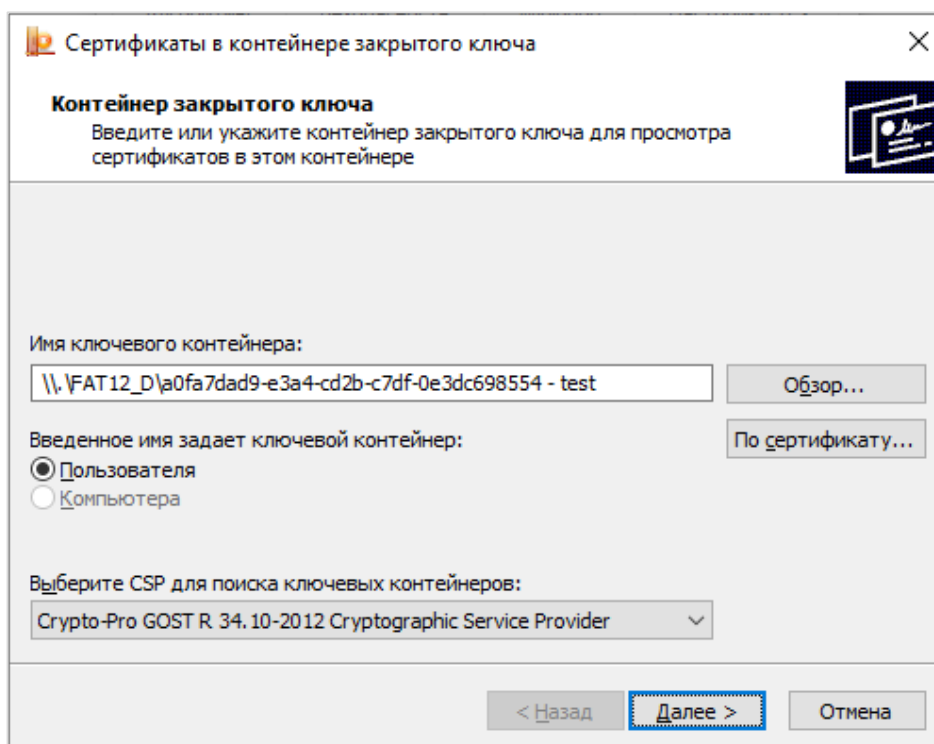 Сертификаты в контейнере закрытого ключа
Контейнер закрытого ключа
Введите или укажите контейнер закрытого ключа для просмотра
сертификатов в этом контейнере
Имя ключевого контейнера:
\\.\FAT12_D\a0fa7dad9-e3a4-cd2b-c7df-0e3dc698554 - test
Обзор...
Введенное имя задает ключевой контейнер:
По сертификату...
Пользователя
Компьютера
Выберите CSP для поиска ключевых контейнеров:
Crypto-Pro GOST R 34.10-2012 Cryptographic Service Provider
< Назад
Далее >
Отмена